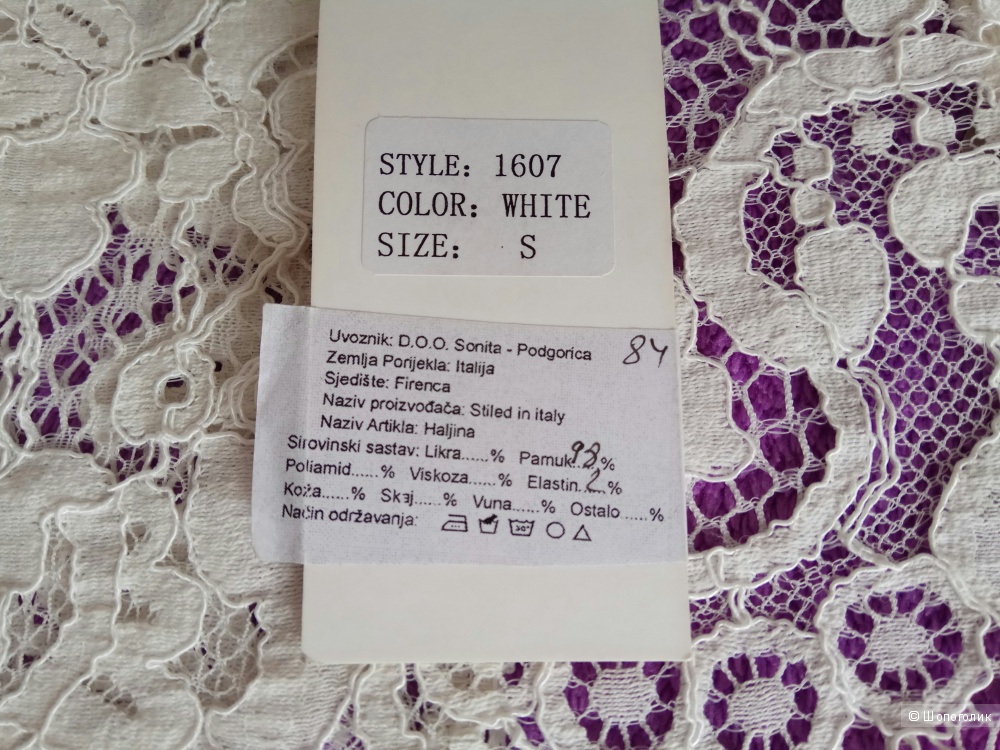 STYLE: 1607
COLOR: WHITE
SIZE: S
Uvoznik: D.O.O. Sonita - Podgorica
84
Zemlja Porijekla: Italija
Sjedište: Firenca
Naziv proizvođača: Stiled in italy
Naziv Artikla: Haljina
Sirovinski sastav: Likra......% Pamuk..98.%
Poliamid......% Viskoza......% Elastin..2..%
Koža......% Skaj......% Vuna......% Ostalo......%
Način održavanja:
30°
© Шопоголик